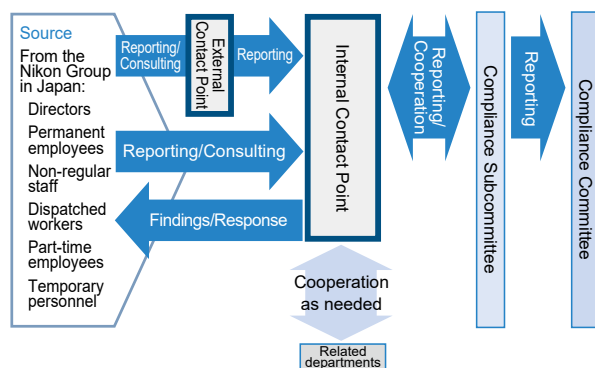 Source
From the
Nikon Group
in Japan:
Directors
Permanent
employees
Non-regular
staff
Dispatched
workers
Part-time
employees
Temporary
personnel
Reporting/
Consulting
External
Contact Point
Reporting
Reporting/Consulting
Findings/Response
Internal Contact Point
Reporting/
Cooperation
Compliance Subcommittee
Reporting
Compliance Committee
Cooperation
as needed
Related
departments